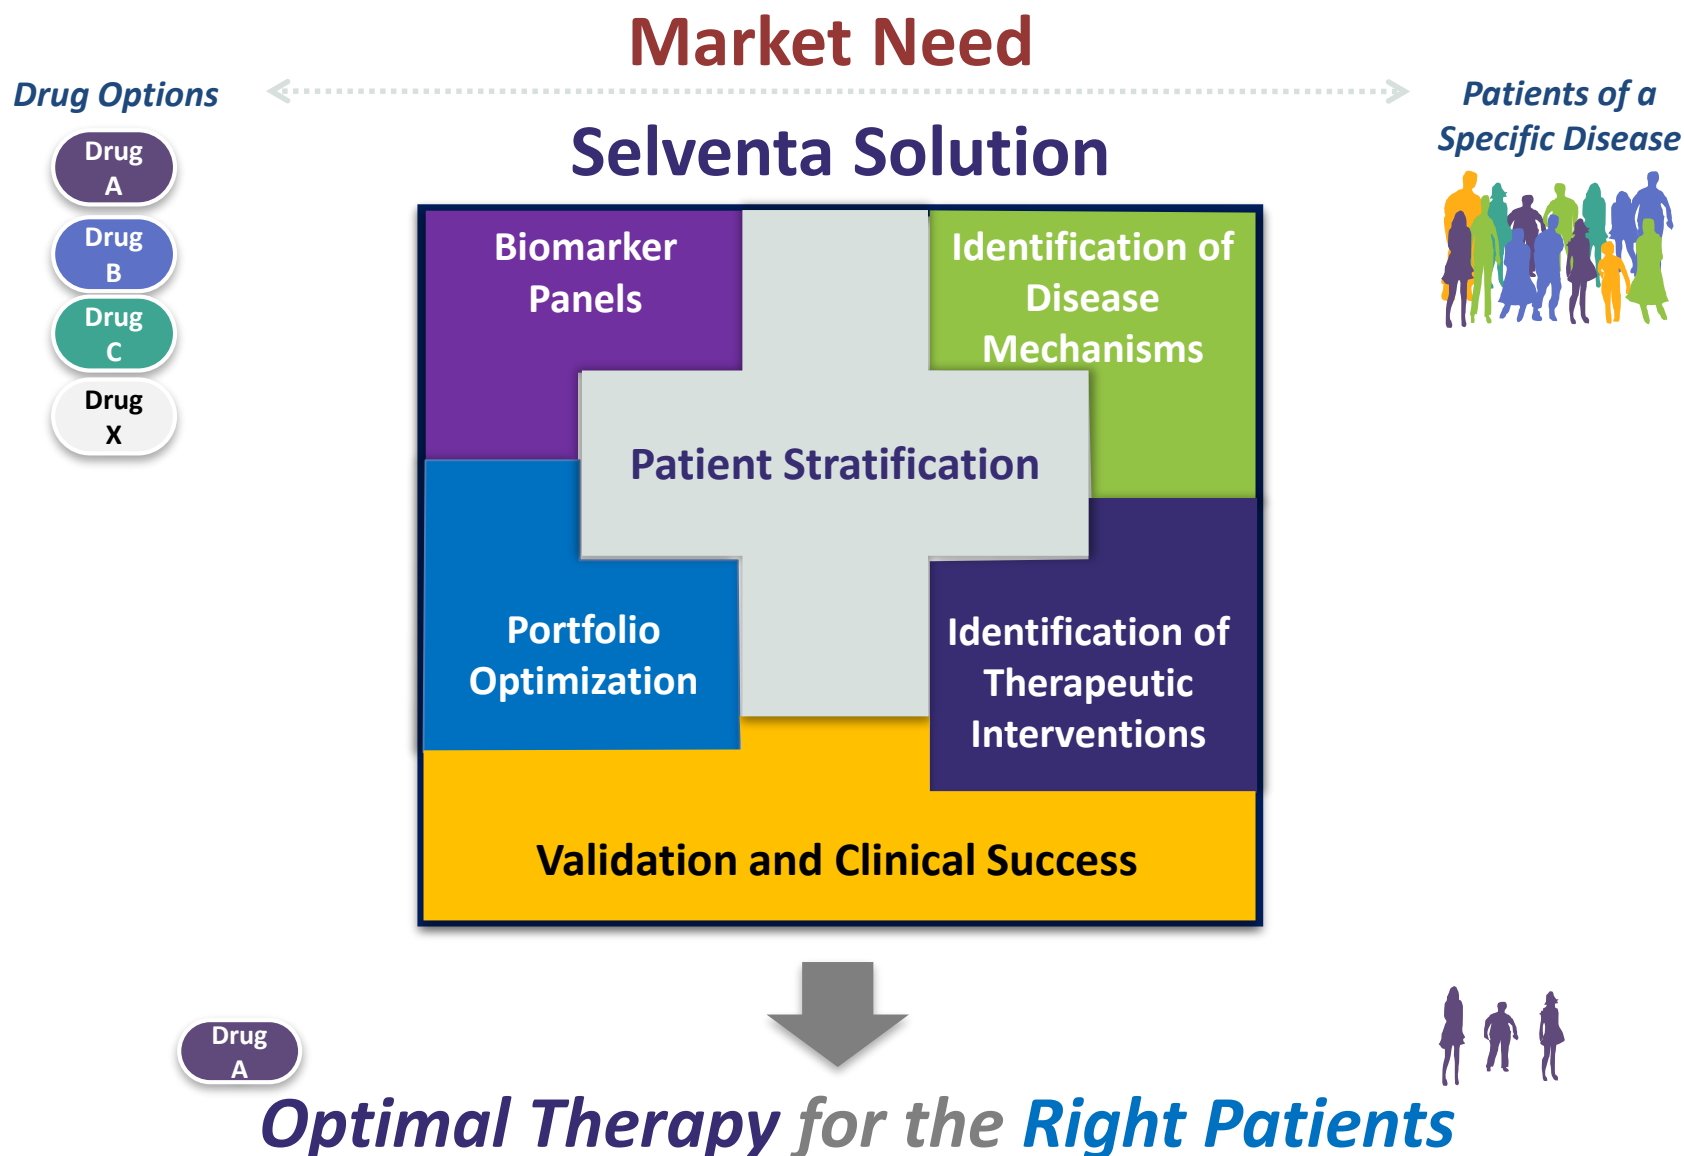 Market Need
Drug Options
Patients of a
Specific Disease
Selventa Solution
Drug
A
Drug
B
Drug
C
Drug
X
Biomarker
Panels
Identification of
Disease
Mechanisms
Patient Stratification
Portfolio
Optimization
Identification of
Therapeutic
Interventions
Validation and Clinical Success
Drug
A
Optimal Therapy for the Right Patients